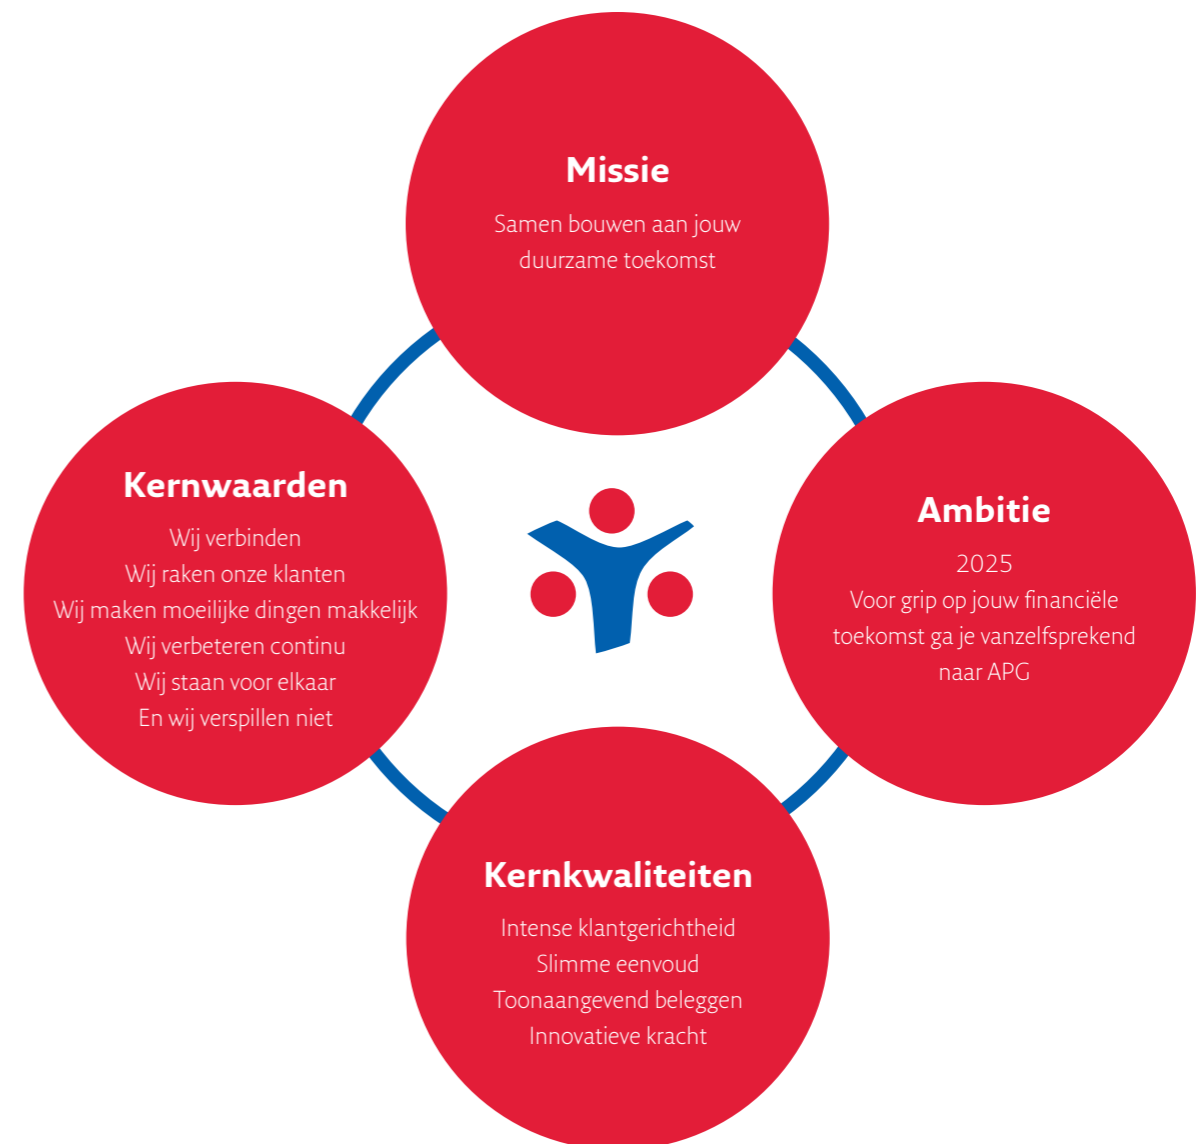 Missie
Samen bouwen aan jouw
duurzame toekomst
Kernwaarden
Wij verbinden
Wij raken onze klanten
Wij maken moeilijke dingen makkelijk
Wij verbeteren continu
Wij staan voor elkaar
En wij verspillen niet
Ambitie
2025
Voor grip op jouw financiële
toekomst ga je vanzelfsprekend
naar APG
Kernkwaliteiten
Intense klantgerichtheid
Slimme eenvoud
Toonaangevend beleggen
Innovatieve kracht